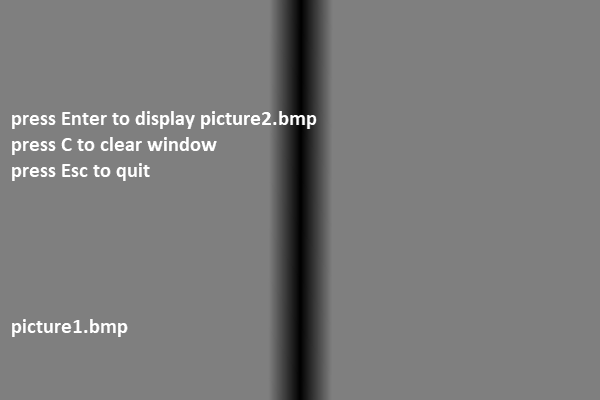 press Enter to display picture2.bmp
press C to clear window
press Esc to quit
picture1.bmp